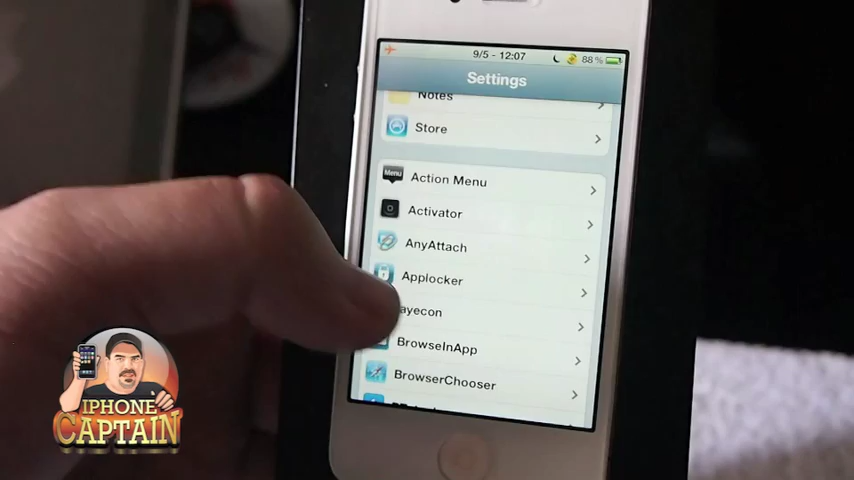 9/5 - 12:07
88 %
Settings
Notes
Store
Menu
Action Menu
Activator
AnyAttach
Applocker
ayecon
BrowseInApp
BrowserChooser
IPHONE
CAPTAIN